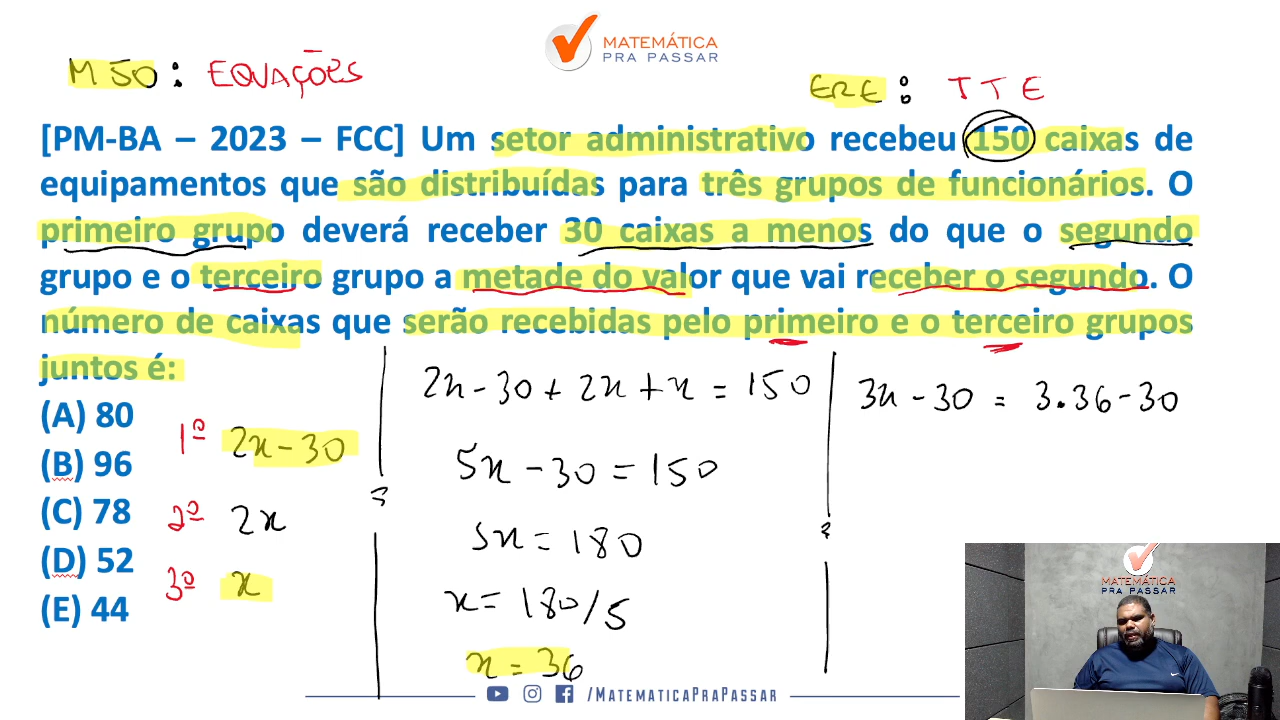 MATEMÁTICA
PRA PASSAR
M50: EQUAÇÕES
ERE: TTE
[PM-BA – 2023 – FCC] Um setor administrativo recebeu 150 caixas de
equipamentos que são distribuídas para três grupos de funcionários. O
primeiro grupo deverá receber 30 caixas a menos do que o segundo
grupo e o terceiro grupo a metade do valor que vai receber o segundo. O
número de caixas que serão recebidas pelo primeiro e o terceiro grupos
juntos é:
(A) 80
(B) 96
(C) 78
(D) 52
(E) 44
1º 2x - 30
2º 2x
3º x
2x - 30 + 2x + x = 150
5x - 30 = 150
5x = 180
x = 180/5
x = 36
3x - 30 = 3.36 - 30
MATEMÁTICA
PRA PASSAR
/MATEMATICAPRAPASSAR